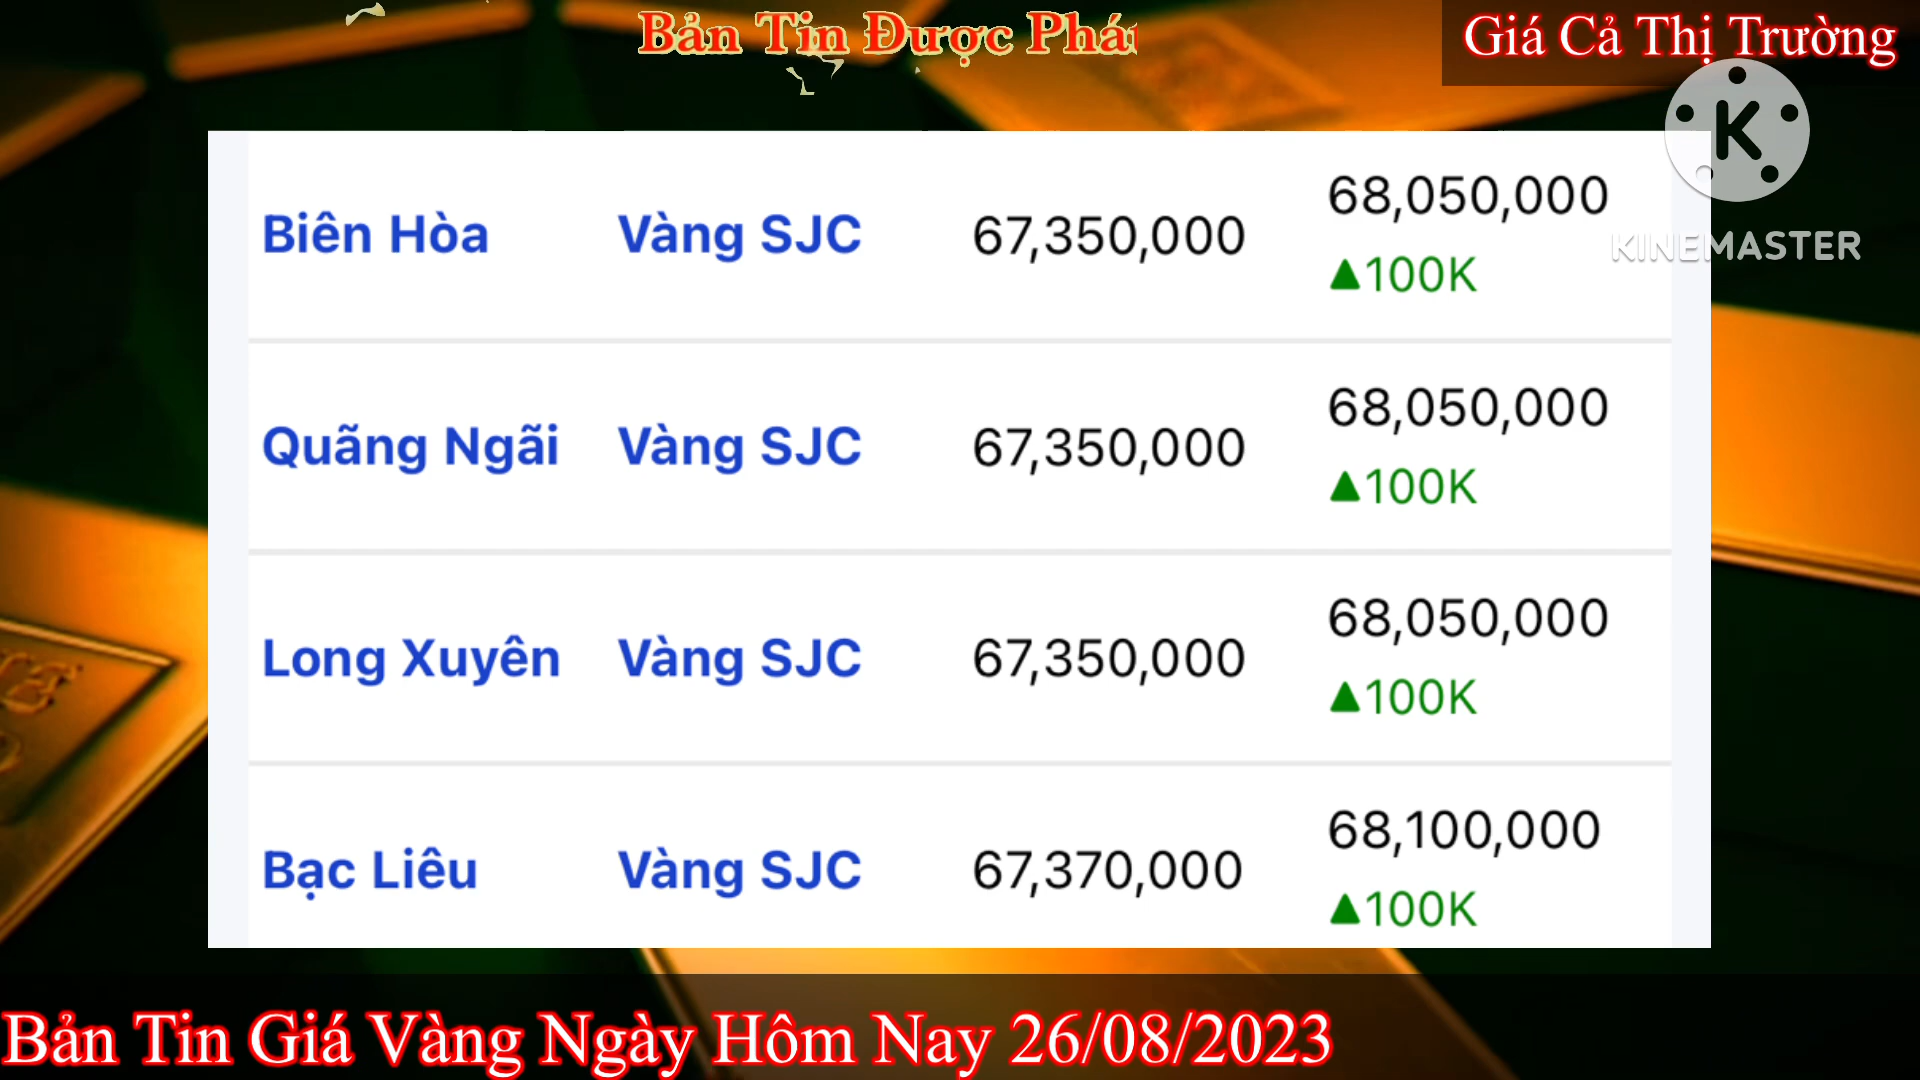 Bản Tin Được Phát
Giá Cả Thị Trường
K
KINEMASTER
Biên Hòa Vàng SJC 67,350,000 68,050,000
▲100K
Quãng Ngãi Vàng SJC 67,350,000 68,050,000
▲100K
Long Xuyên Vàng SJC 67,350,000 68,050,000
▲100K
Bạc Liêu Vàng SJC 67,370,000 68,100,000
▲100K
Bản Tin Giá Vàng Ngày Hôm Nay 26/08/2023